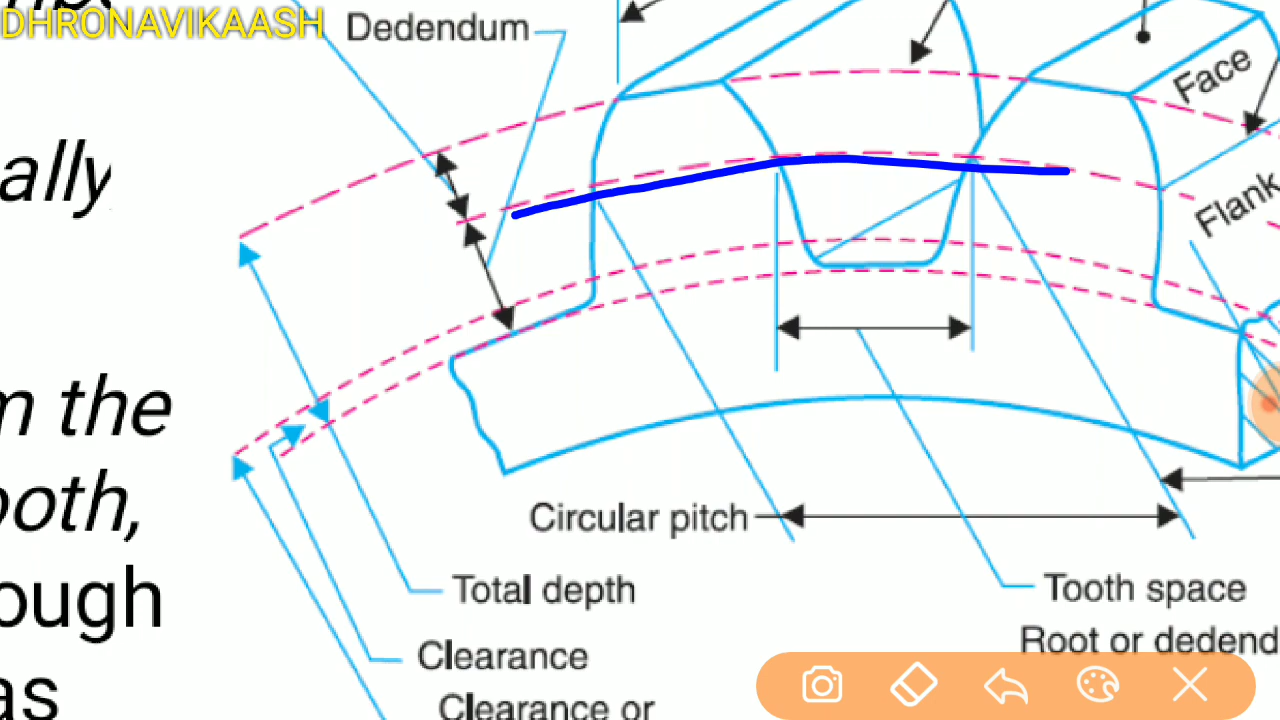 DHRONAVIKAASH
Dedendum
Face
ally
Flank
m the
ooth,
Circular pitch
ough
Total depth
Tooth space
Root or dedend
Clearance
as
Clearance or